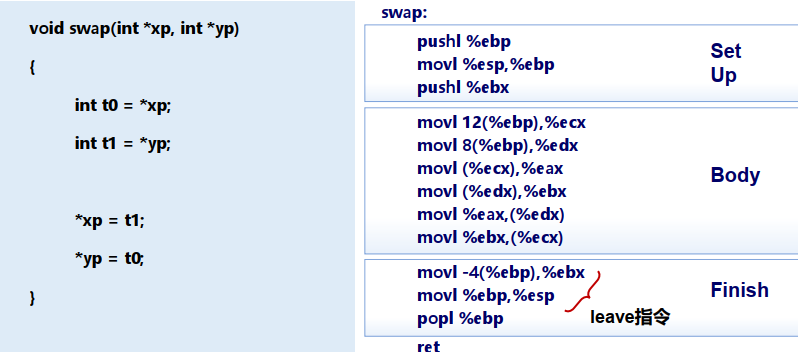 void swap(int *xp, int *yp)
{
int t0 = *xp;
int t1 = *yp;
*xp = t1;
*yp = t0;
}
swap:
pushl %ebp
movl %esp,%ebp
pushl %ebx
Set
Up
movl 12(%ebp),%ecx
movl 8(%ebp),%edx
movl (%ecx),%eax
movl (%edx),%ebx
movl %eax,(%edx)
movl %ebx,(%ecx)
Body
movl -4(%ebp),%ebx
movl %ebp,%esp
popl %ebp
Finish
leave指令
ret